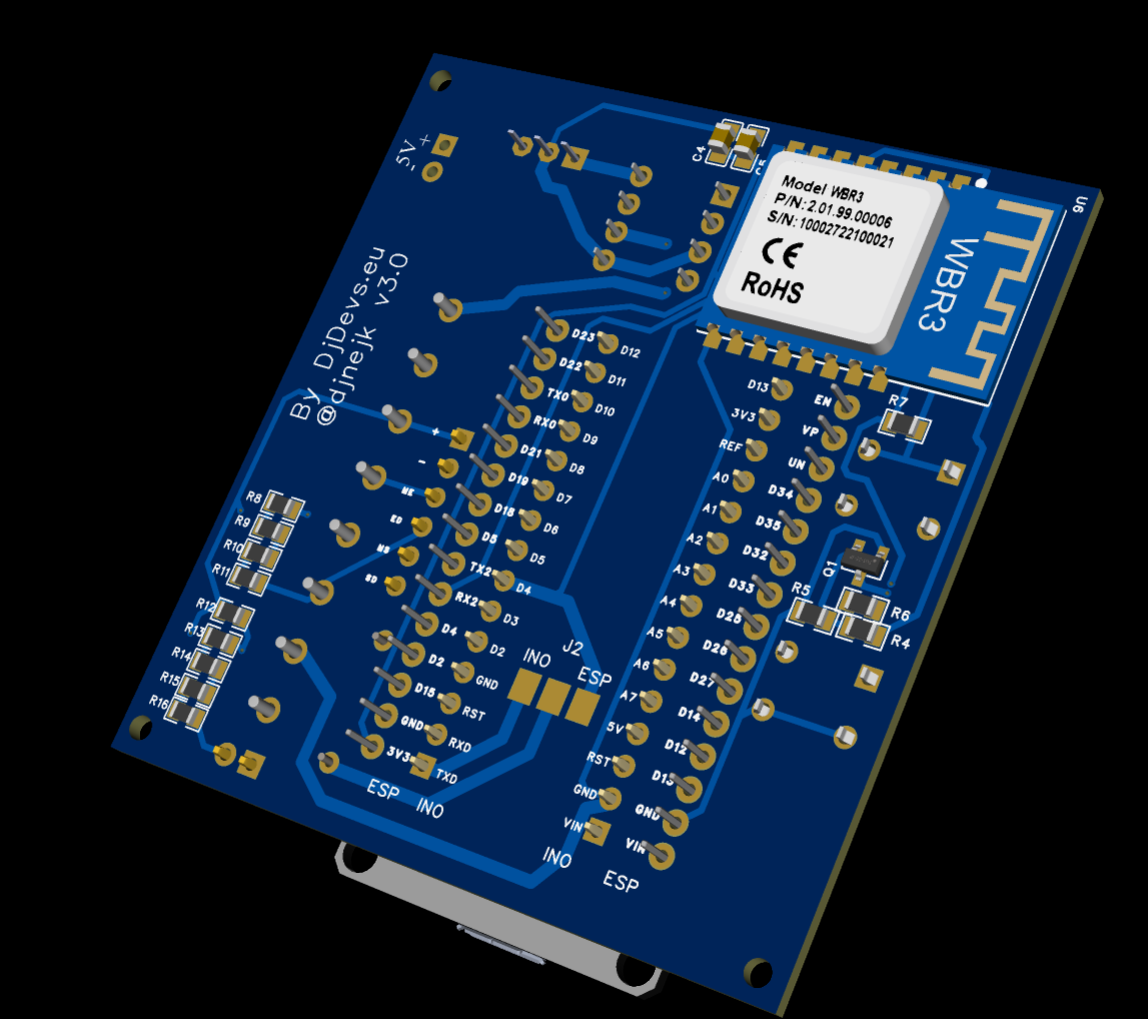 5V
+
-
C4
Model WBR3
P/N: 2.01.99.00006
S/N: 10002722100021
CE
RoHS
WBR3
U6
By DjDevs.eu
@djnejk v3.0
D23
D22
TX0
RX0
D21
D19
D18
D5
TX2
RX2
D4
D2
D15
GND
3V3
D12
D11
D10
D9
D8
D7
D6
D5
D4
D3
D2
GND
RST
RXD
TXD
ESP
INO
+
-
R8
R9
R10
R11
R12
R13
R14
R15
R16
J2
INO
ESP
D13
3V3
REF
A0
A1
A2
A3
A4
A5
A6
A7
5V
RST
GND
VIN
INO
EN
VP
UN
D34
D35
D32
D33
D25
D26
D27
D14
D12
D13
GND
VIN
ESP
R7
Q1
R5
R6
R4